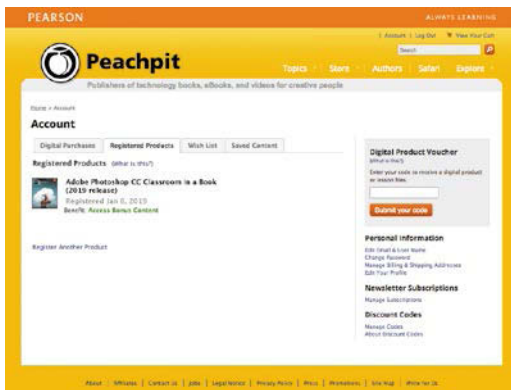 PEARSON
ALWAYS LEARNING
Account | Log Out View Your Cart
Search
Peachpit
Topics Store Authors Safari Explore
Publishers of technology books, eBooks, and videos for creative people
Home > Account
Account
Digital Purchases Registered Products Wish List Saved Content
Registered Products (What is this?)
Adobe Photoshop CC Classroom in a Book
(2019 release)
Registered Jan 8, 2019
Benefit: Access Bonus Content
Register Another Product
Digital Product Voucher
(What is this?)
Enter your code to receive a digital product
or lesson files.
Submit your code
Personal Information
Edit Email & User Name
Change Password
Manage Billing & Shipping Addresses
Edit Your Profile
Newsletter Subscriptions
Manage Subscriptions
Discount Codes
Manage Codes
About Discount Codes
About | Affiliates | Contact Us | Jobs | Legal Notice | Privacy Policy | Press | Promotions | Site Map | Write for Us